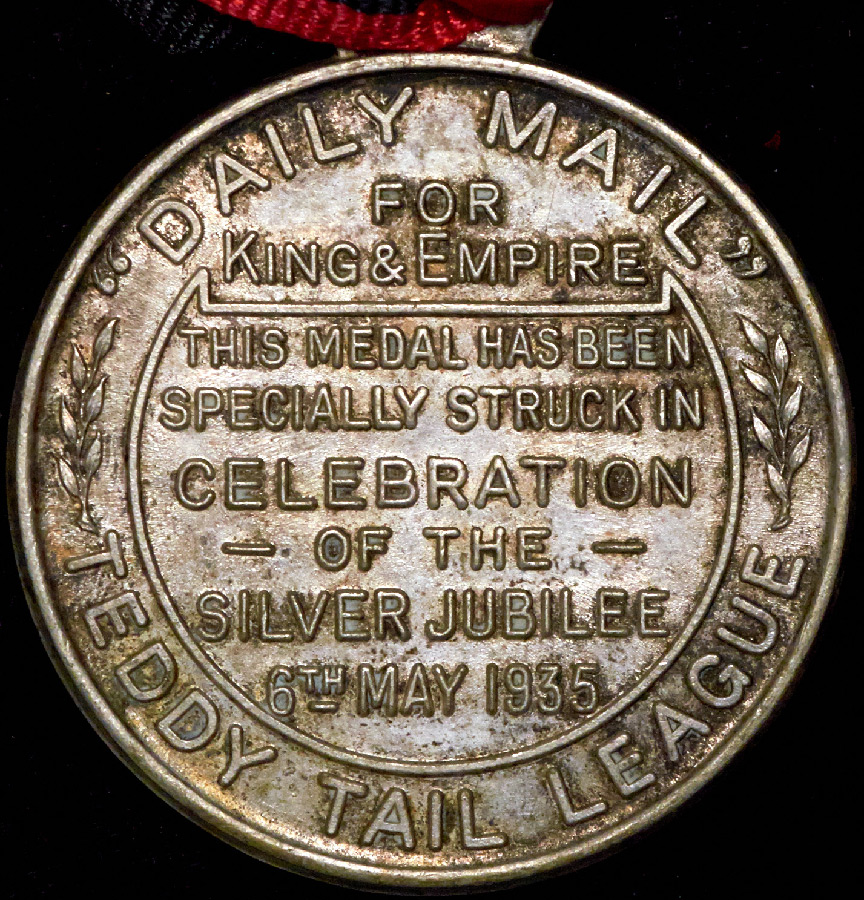 “DAILY MAIL”
FOR
KING & EMPIRE
THIS MEDAL HAS BEEN
SPECIALLY STRUCK IN
CELEBRATION
— OF THE —
SILVER JUBILEE
6TH MAY 1935
TEDDY TAIL LEAGUE